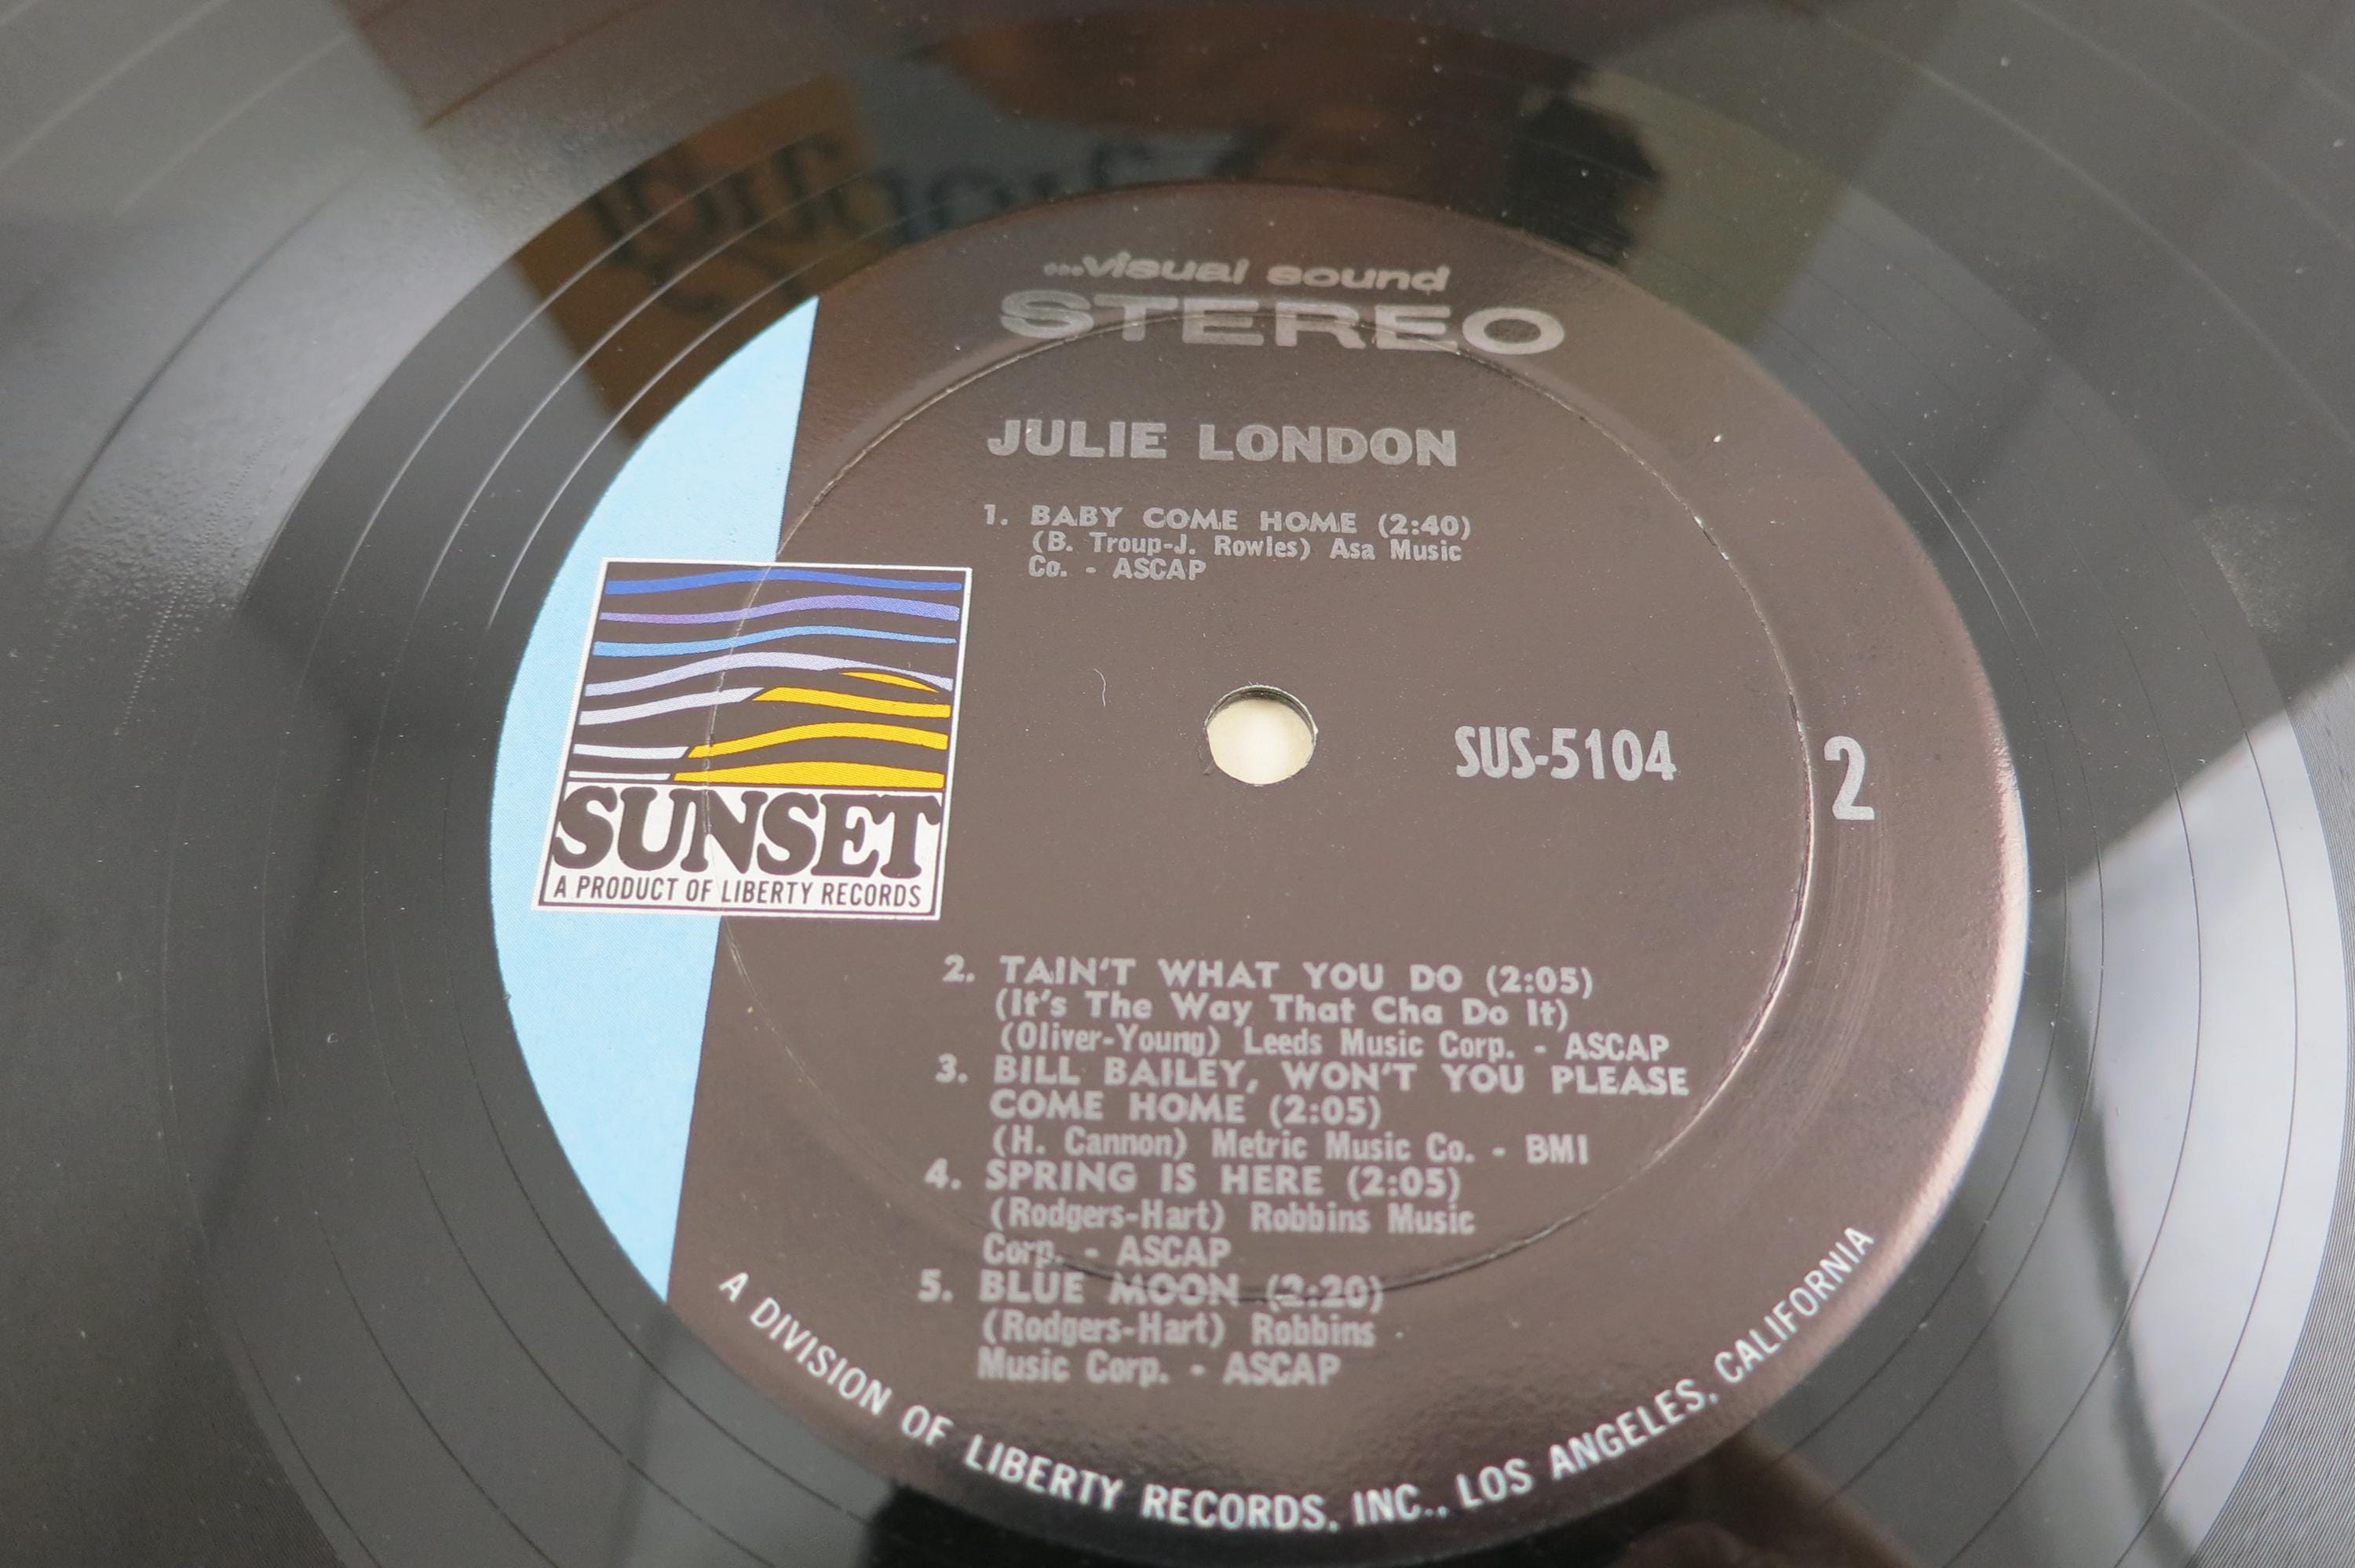 ...visual sound
STEREO
JULIE LONDON
1. BABY COME HOME (2:40)
(B. Troup-J. Rowles) Asa Music
Co. - ASCAP
SUNSET
A PRODUCT OF LIBERTY RECORDS
SUS-5104
2
2. TAIN'T WHAT YOU DO (2:05)
(It's The Way That Cha Do It)
(Oliver-Young) Leeds Music Corp. - ASCAP
3. BILL BAILEY, WON'T YOU PLEASE
COME HOME (2:05)
(H. Cannon) Metric Music Co. - BMI
4. SPRING IS HERE (2:05)
(Rodgers-Hart) Robbins Music
Corp. - ASCAP
5. BLUE MOON (2:20)
(Rodgers-Hart) Robbins
Music Corp. - ASCAP
A DIVISION OF LIBERTY RECORDS, INC., LOS ANGELES, CALIFORNIA